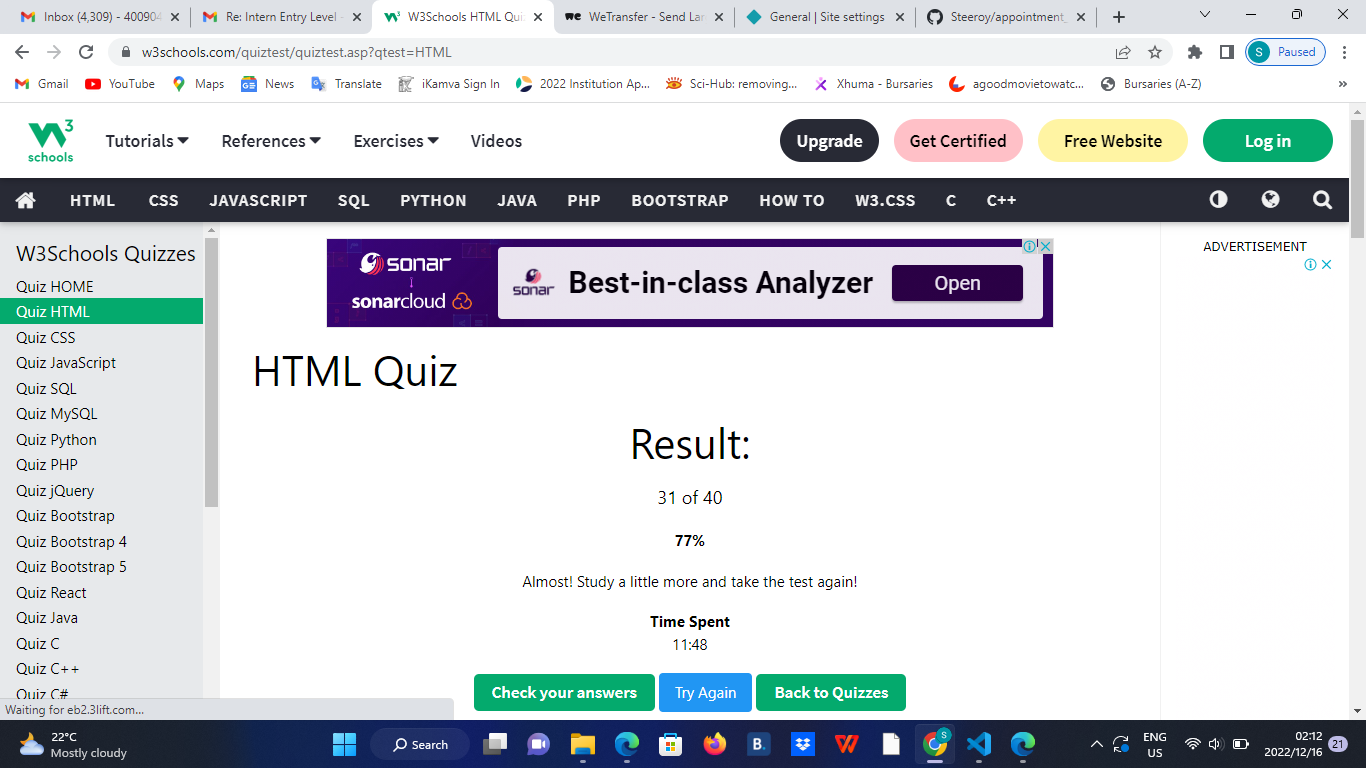 Inbox (4,309) - 400904
Re: Intern Entry Level -
W3Schools HTML Qui
WeTransfer - Send Lar
General | Site settings
Steeroy/appointment_
w3schools.com/quiztest/quiztest.asp?qtest=HTML
S Paused
Gmail
YouTube
Maps
News
Translate
iKamva Sign In
2022 Institution Ap...
Sci-Hub: removing...
Xhuma - Bursaries
agoodmovietowatc...
Bursaries (A-Z)
»
W3 schools
Tutorials
References
Exercises
Videos
Upgrade
Get Certified
Free Website
Log in
HTML
CSS
JAVASCRIPT
SQL
PYTHON
JAVA
PHP
BOOTSTRAP
HOW TO
W3.CSS
C
C++
W3Schools Quizzes
Quiz HOME
Quiz HTML
Quiz CSS
Quiz JavaScript
Quiz SQL
Quiz MySQL
Quiz Python
Quiz PHP
Quiz jQuery
Quiz Bootstrap
Quiz Bootstrap 4
Quiz Bootstrap 5
Quiz React
Quiz Java
Quiz C
Quiz C++
Quiz C#
sonar
sonarcloud
sonar
Best-in-class Analyzer
Open
ADVERTISEMENT
HTML Quiz
Result:
31 of 40
77%
Almost! Study a little more and take the test again!
Time Spent
11:48
Check your answers
Try Again
Back to Quizzes
Waiting for eb2.3lift.com...
22°C
Mostly cloudy
Search
B.
S
ENG
US
02:12
2022/12/16
21